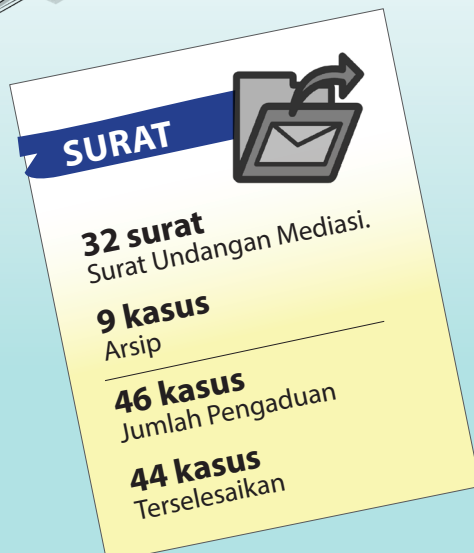 SURAT
32 surat
Surat Undangan Mediasi.
9 kasus
Arsip
46 kasus
Jumlah Pengaduan
44 kasus
Terselesaikan